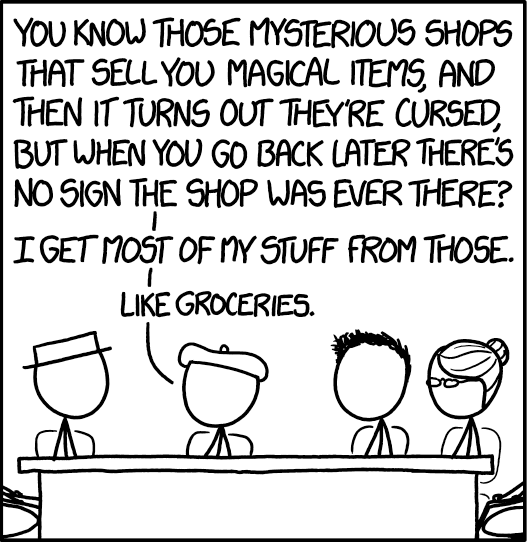 YOU KNOW THOSE MYSTERIOUS SHOPS
THAT SELL YOU MAGICAL ITEMS, AND
THEN IT TURNS OUT THEY'RE CURSED,
BUT WHEN YOU GO BACK LATER THERE'S
NO SIGN THE SHOP WAS EVER THERE?
I GET MOST OF MY STUFF FROM THOSE.
LIKE GROCERIES.